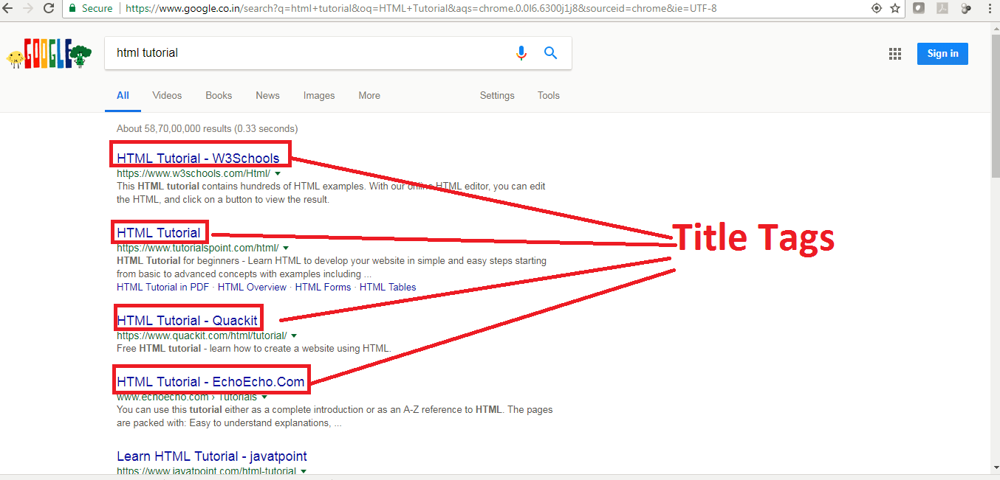 Secure https://www.google.co.in/search?q=html+tutorial&oq=HTML+Tutorial&aqs=chrome.0.0l6.6300j1j8&sourceid=chrome&ie=UTF-8
GOOGLE
html tutorial
Sign in
All Videos Books News Images More Settings Tools
About 58,70,00,000 results (0.33 seconds)
HTML Tutorial - W3Schools
https://www.w3schools.com/Html/
This HTML tutorial contains hundreds of HTML examples. With our online HTML editor, you can edit
the HTML, and click on a button to view the result.
HTML Tutorial
https://www.tutorialspoint.com/html/
HTML Tutorial for beginners - Learn HTML to develop your website in simple and easy steps starting
from basic to advanced concepts with examples including ...
HTML Tutorial in PDF · HTML Overview · HTML Forms · HTML Tables
HTML Tutorial - Quackit
https://www.quackit.com/html/tutorial/
Free HTML tutorial - learn how to create a website using HTML.
HTML Tutorial - EchoEcho.Com
www.echoecho.com › Tutorials
You can use this tutorial either as a complete introduction or as an A-Z reference to HTML. The pages
are packed with: Easy to understand explanations, ...
Learn HTML Tutorial - javatpoint
https://www.javatpoint.com/html-tutorial
Title Tags